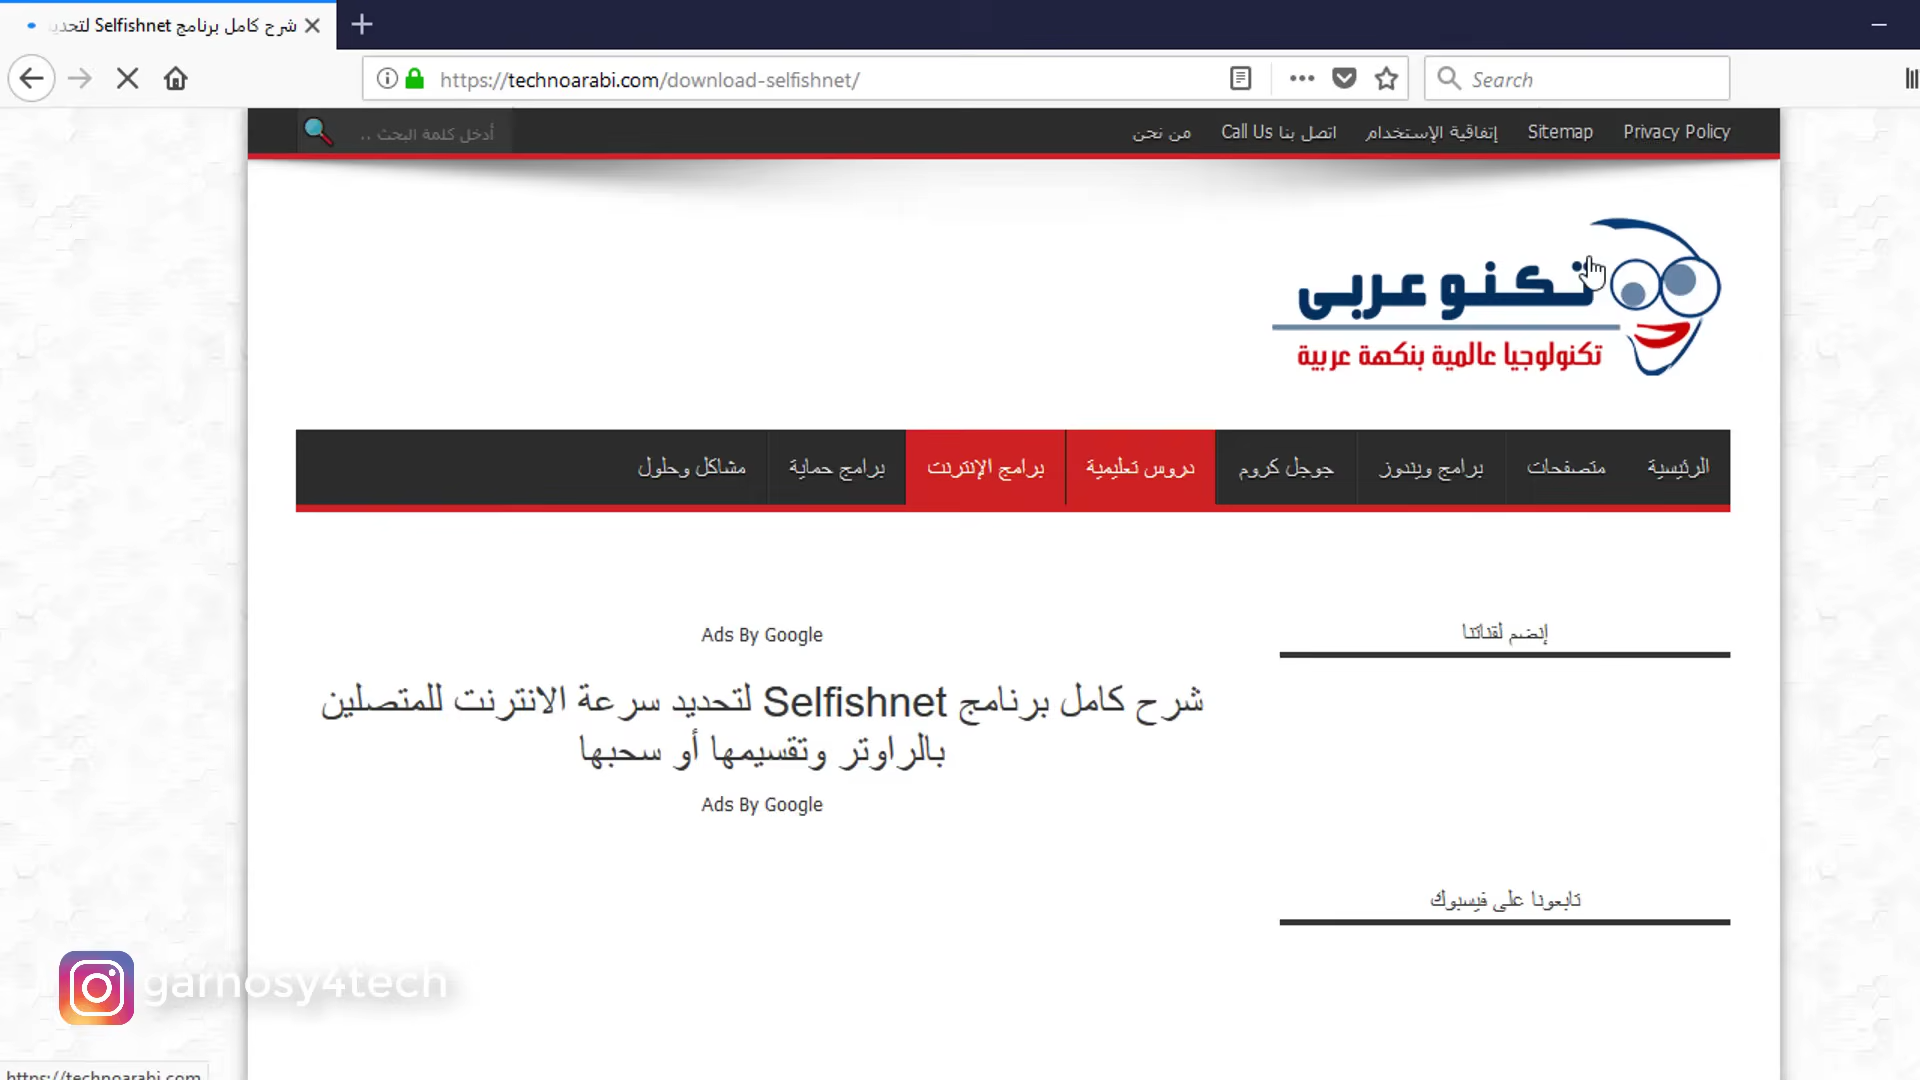 شرح كامل برنامج Selfishnet لتحديد
https://technoarabi.com/download-selfishnet/
Search
أدخل كلمة البحث ..
من نحن
اتصل بنا Call Us
إتفاقية الإستخدام
Sitemap
Privacy Policy
تكنو عربى
تكنولوجيا عالمية بنكهة عربية
الرئيسية
متصفحات
برامج ويندوز
جوجل كروم
دروس تعليمية
برامج الإنترنت
برامج حماية
مشاكل وحلول
Ads By Google
إنضم لقناتنا
شرح كامل برنامج Selfishnet لتحديد سرعة الانترنت للمتصلين
بالراوتر وتقسيمها أو سحبها
Ads By Google
تابعونا على فيسبوك
garnosy4tech
https://technoarabi.com